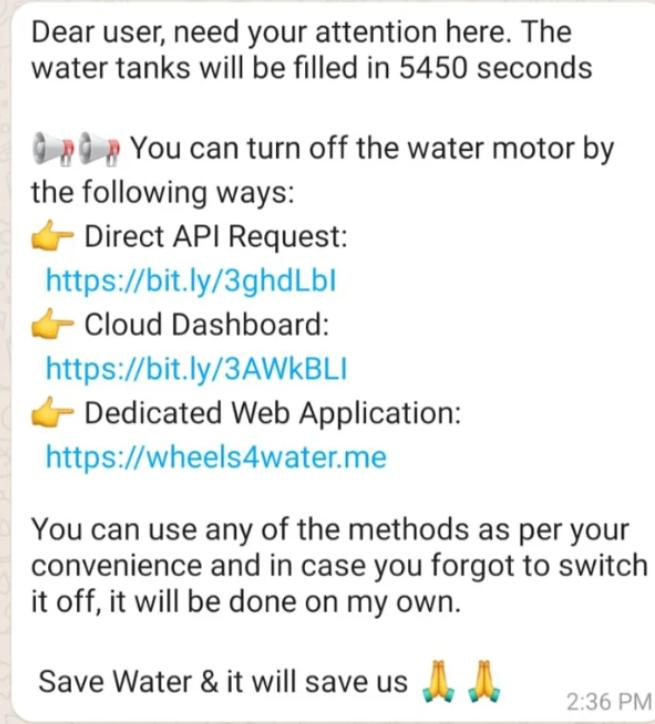 Dear user, need your attention here. The
water tanks will be filled in 5450 seconds
📢📢 You can turn off the water motor by
the following ways:
👉 Direct API Request:
https://bit.ly/3ghdLbI
👉 Cloud Dashboard:
https://bit.ly/3AWkBLI
👉 Dedicated Web Application:
https://wheels4water.me
You can use any of the methods as per your
convenience and in case you forgot to switch
it off, it will be done on my own.
Save Water & it will save us 🙏 🙏
2:36 PM